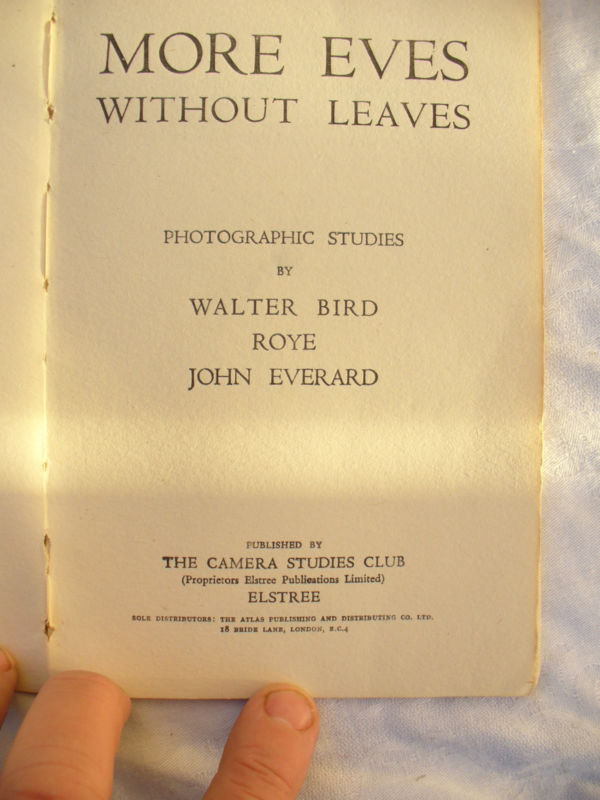 MORE EVES
WITHOUT LEAVES
PHOTOGRAPHIC STUDIES
BY
WALTER BIRD
ROYE
JOHN EVERARD
PUBLISHED BY
THE CAMERA STUDIES CLUB
(Proprietors Elstree Publications Limited)
ELSTREE
SOLE DISTRIBUTORS: THE ATLAS PUBLISHING AND DISTRIBUTING CO. LTD.
18 BRIDE LANE, LONDON, E.C.4